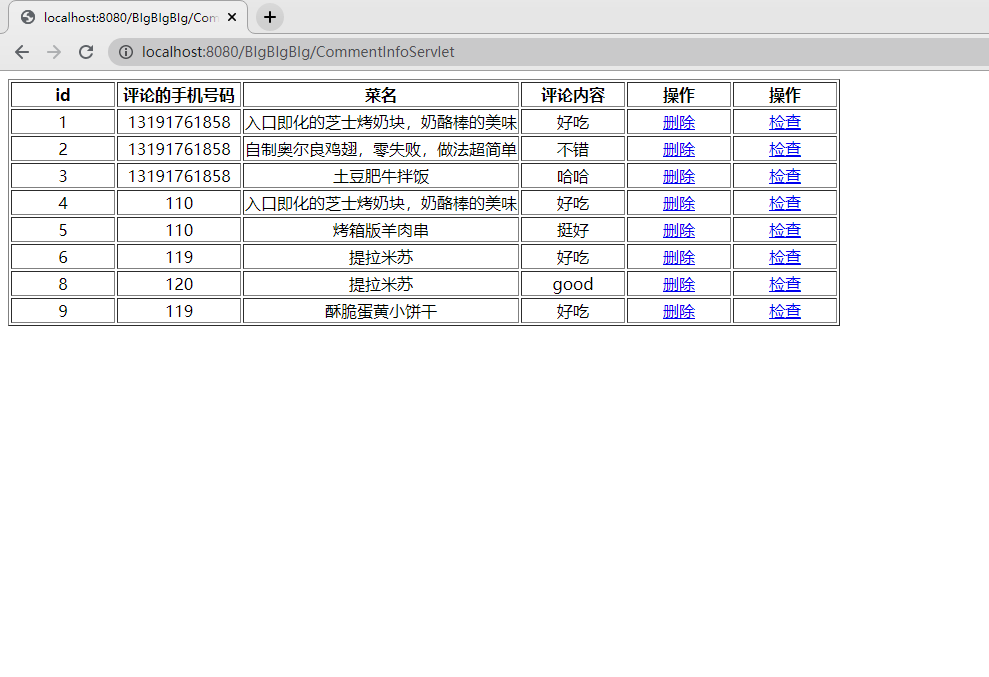 localhost:8080/BIgBIgBIg/Com
localhost:8080/BIgBIgBIg/CommentInfoServlet
id 评论的手机号码 菜名 评论内容 操作 操作
1 13191761858 入口即化的芝士烤奶块，奶酪棒的美味 好吃 删除 检查
2 13191761858 自制奥尔良鸡翅，零失败，做法超简单 不错 删除 检查
3 13191761858 土豆肥牛拌饭 哈哈 删除 检查
4 110 入口即化的芝士烤奶块，奶酪棒的美味 好吃 删除 检查
5 110 烤箱版羊肉串 挺好 删除 检查
6 119 提拉米苏 好吃 删除 检查
8 120 提拉米苏 good 删除 检查
9 119 酥脆蛋黄小饼干 好吃 删除 检查